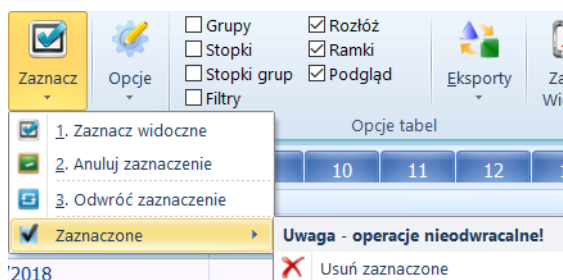 Zaznacz
Opcje
Grupy
Stopki
Stopki grup
Filtry
Rozłóż
Ramki
Podgląd
Eksporty
Opcje tabel
1. Zaznacz widoczne
2. Anuluj zaznaczenie
3. Odwróć zaznaczenie
Zaznaczone
10 11 12
Uwaga - operacje nieodwracalne!
Usuń zaznaczone
/2018